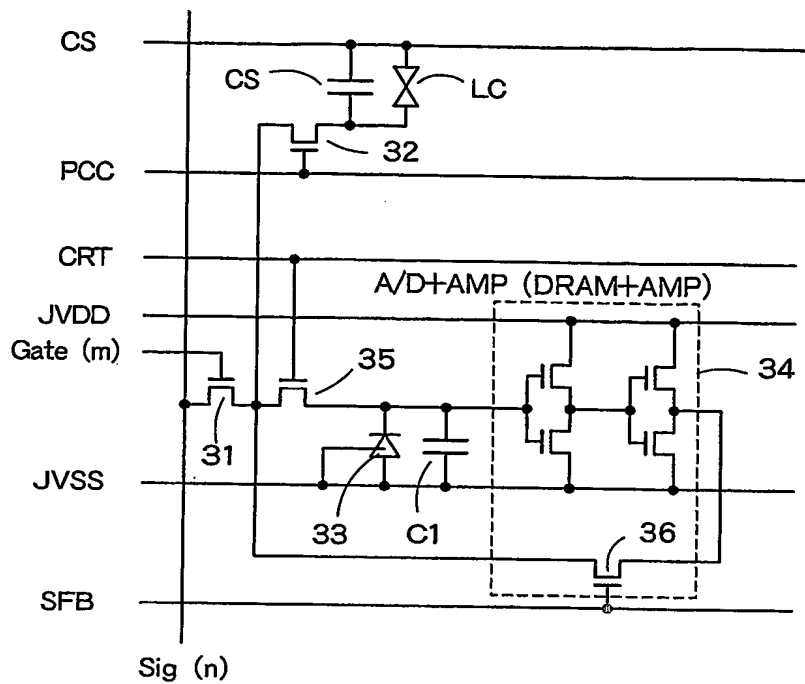 CS
CS
LC
32
PCC
CRT
A/D+AMP (DRAM+AMP)
JVDD
Gate (m)
35
34
31
JVSS
33
C1
36
SFB
Sig (n)